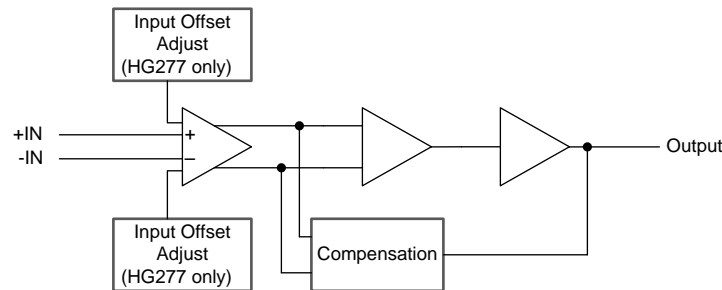 Input Offset
Adjust
(HG277 only)
+IN
-IN
+
−
Output
Input Offset
Adjust
(HG277 only)
Compensation